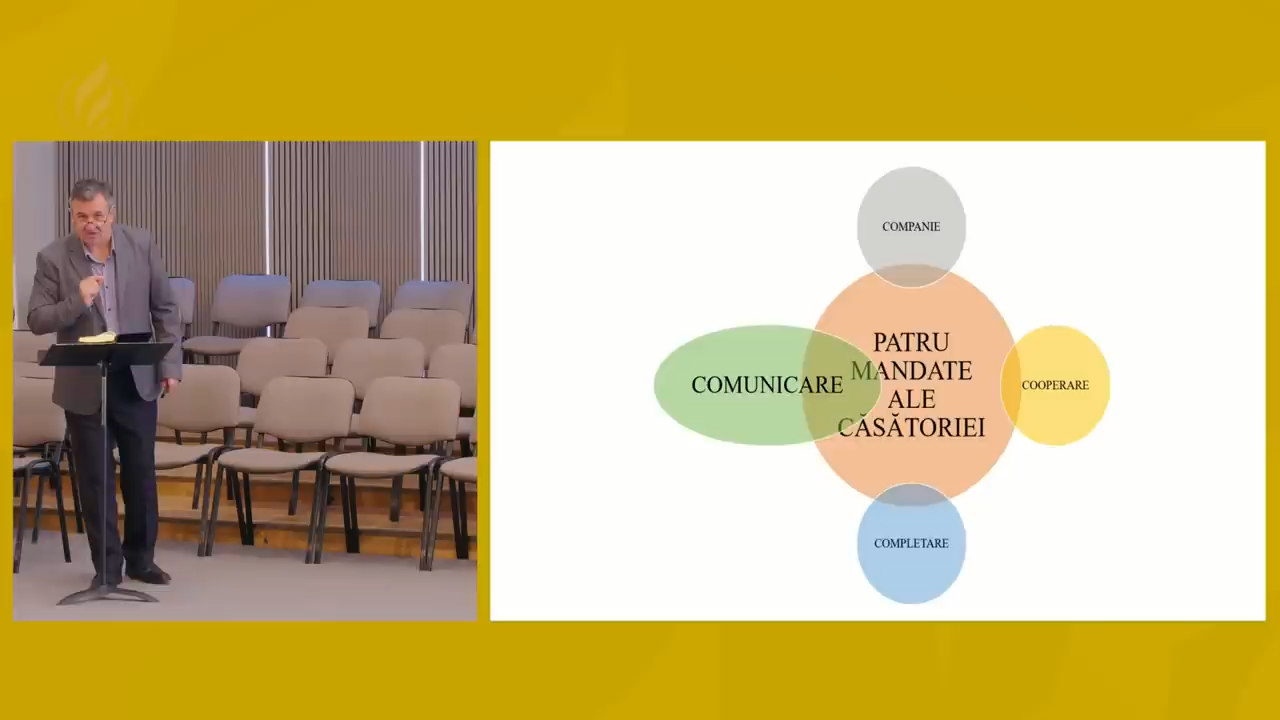 COMPANIE
PATRU
MANDATE
ALE
CĂSĂTORIEI
COMUNICARE
COOPERARE
COMPLETARE